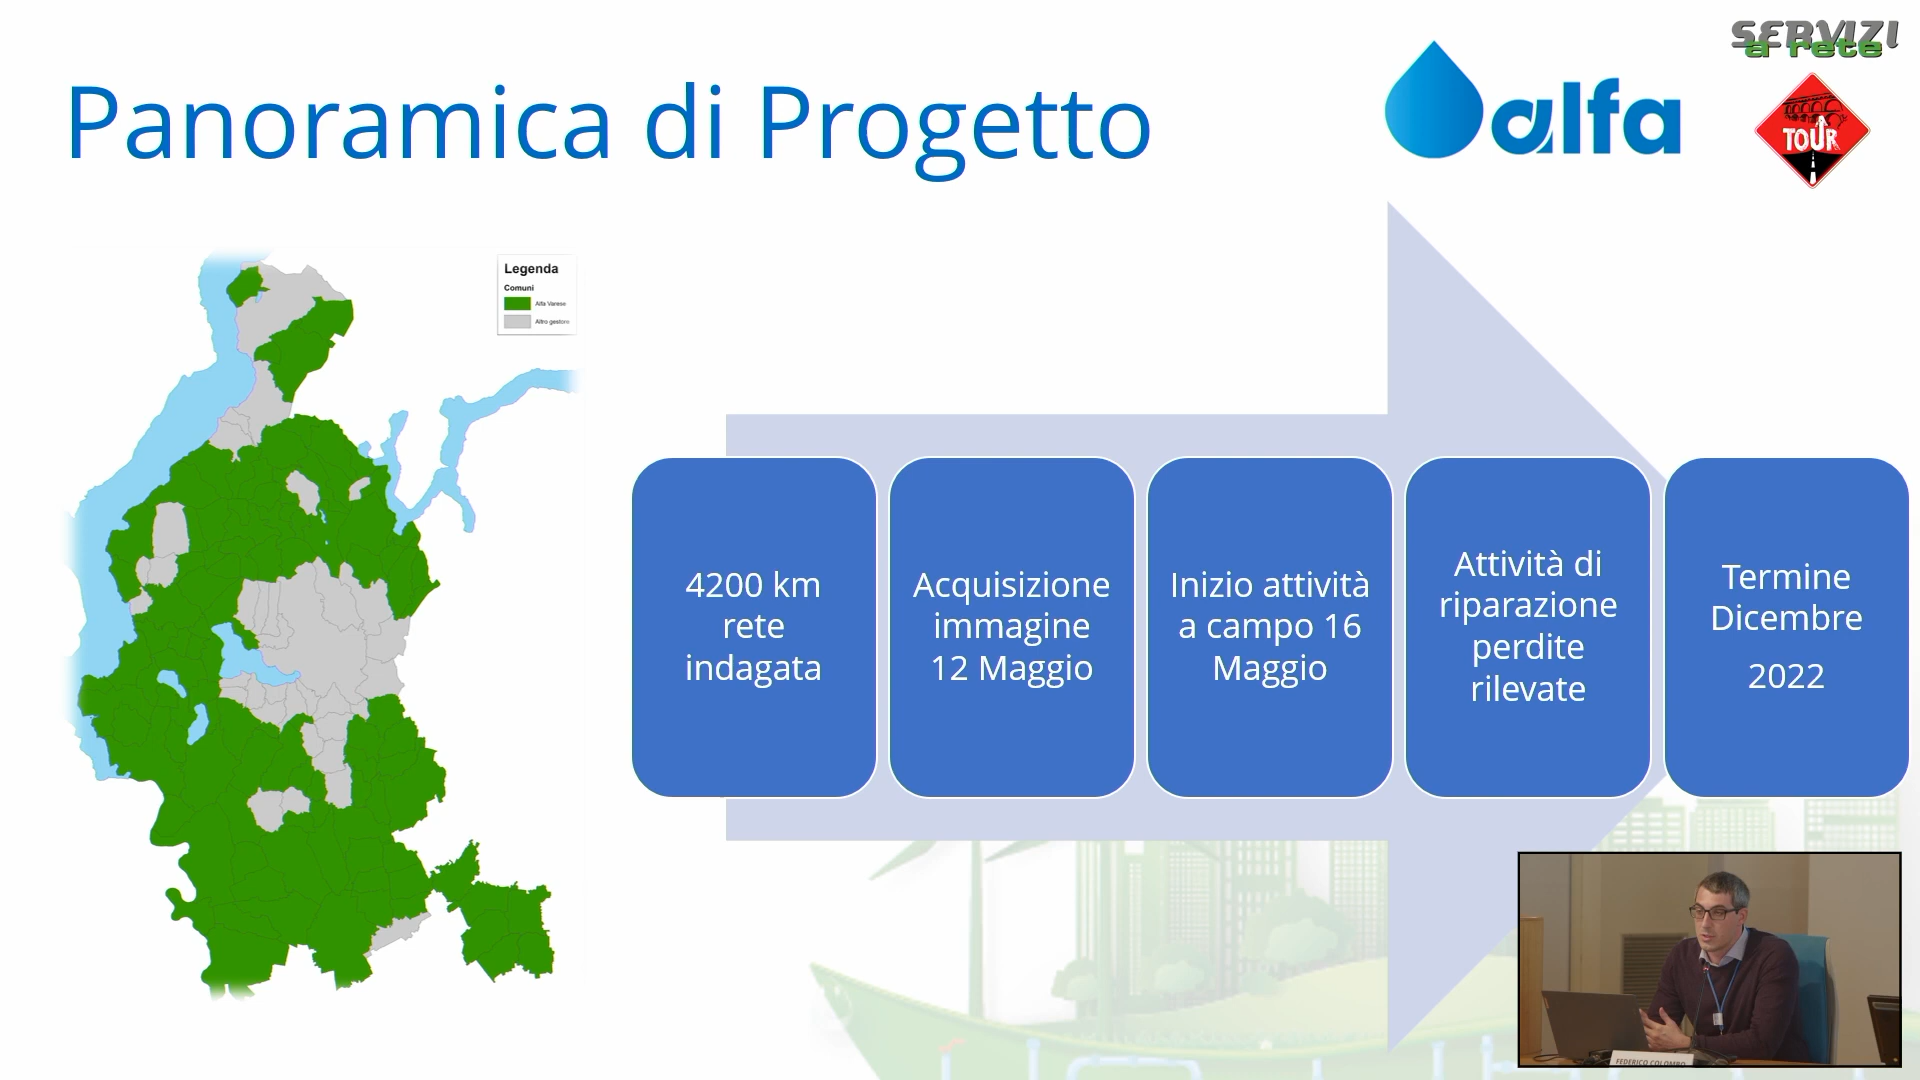 SERVIZI
a rete
Panoramica di Progetto
alfa
TOUR
Legenda
Comuni
Alfa Varese
Altro gestore
4200 km
rete
indagata
Acquisizione
immagine
12 Maggio
Inizio attività
a campo 16
Maggio
Attività di
riparazione
perdite
rilevate
Termine
Dicembre
2022
FEDERICO COLOMBO